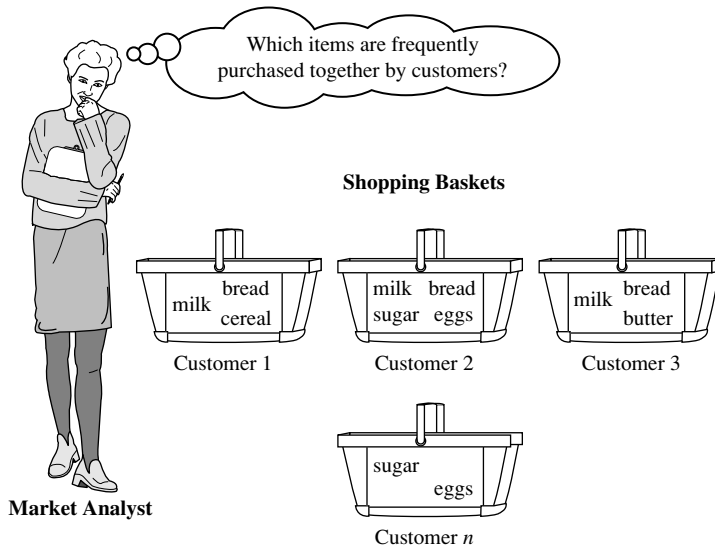 Which items are frequently
purchased together by customers?
Shopping Baskets
milk bread
cereal
Customer 1
milk bread
sugar eggs
Customer 2
milk bread
butter
Customer 3
sugar
eggs
Customer n
Market Analyst